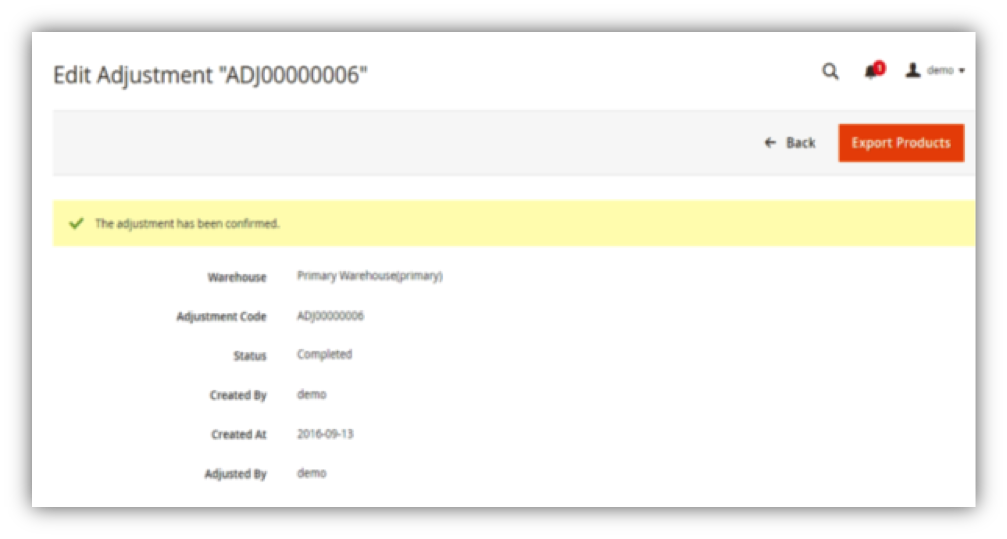 Edit Adjustment "ADJ00000006"
1
demo
Back
Export Products
The adjustment has been confirmed.
Warehouse Primary Warehouse(primary)
Adjustment Code ADJ00000006
Status Completed
Created By demo
Created At 2016-09-13
Adjusted By demo